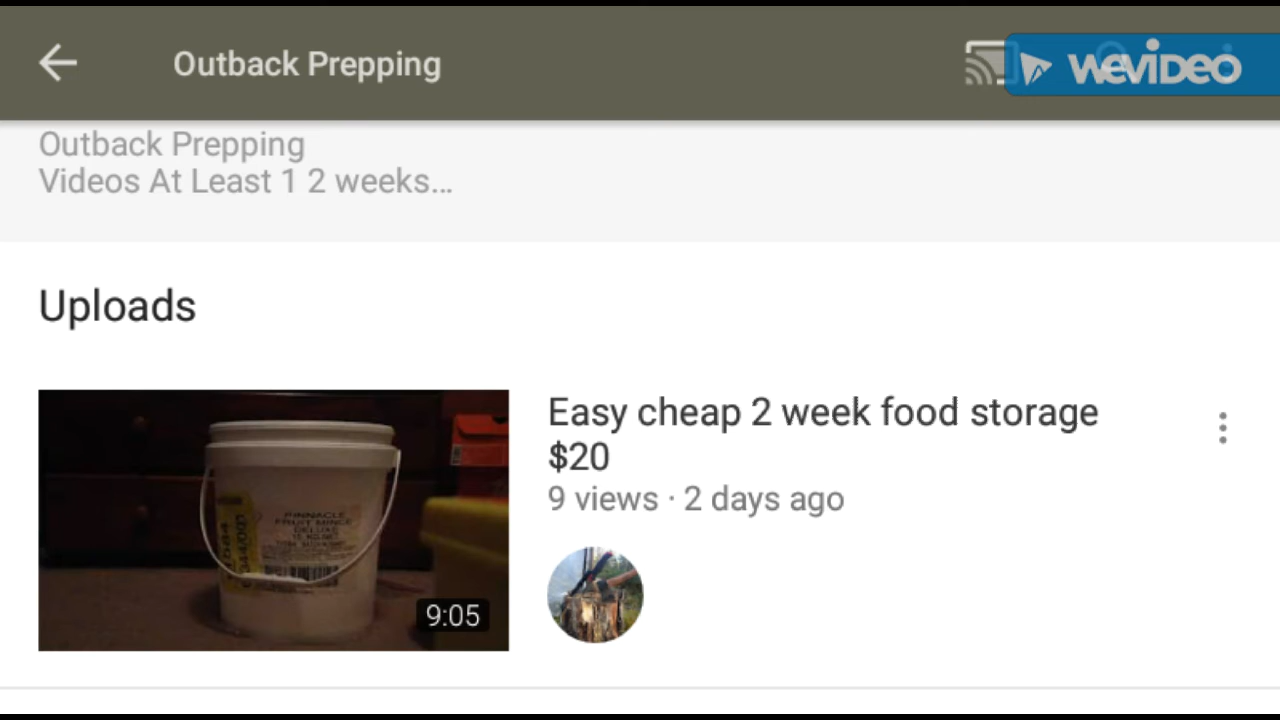 Outback Prepping
WEVIDEO
Outback Prepping
Videos At Least 1 2 weeks...
Uploads
Easy cheap 2 week food storage
$20
9 views · 2 days ago
PINNACLE
FRUIT MINCE
DELUXE
9:05